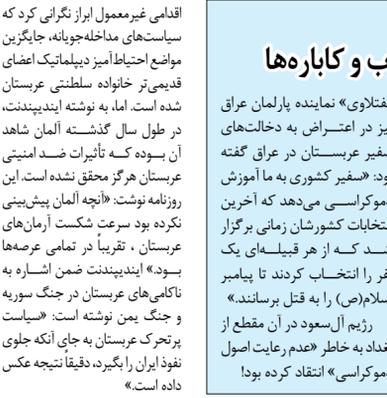 ب و کاباره‌ها
فتلاوی» نماینده پارلمان عراق
یز در اعتراض به دخالت‌های
سفیر عربستان در عراق گفته
ود: «سفیر کشوری به ما آموزش
موکراسی می‌دهد که آخرین
نتخابات کشورشان زمانی برگزار
شد که از هر قبیله‌ای یک
فر را انتخاب کردند تا پیامبر
سلام(ص) را به قتل برسانند.»
رژیم آل‌سعود در آن مقطع از
غداد به خاطر «عدم رعایت اصول
موکراسی» انتقاد کرده بود!
اقدامی غیرمعمول ابراز نگرانی کرد که
سیاست‌های مداخله‌جویانه، جایگزین
مواضع احتیاط‌آمیز دیپلماتیک اعضای
قدیمی‌تر خانواده سلطنتی عربستان
شده است. اما، به نوشته ایندیپندنت،
در طول سال گذشته آلمان شاهد
آن بوده که تأثیرات ضد امنیتی
عربستان هرگز محقق نشده است. این
روزنامه نوشت: «آنچه آلمان پیش‌بینی
نکرده بود سرعت شکست آرمان‌های
عربستان ، تقریباً در تمامی عرصه‌ها
بود.» ایندیپندنت ضمن اشاره به
ناکامی‌های عربستان در جنگ سوریه
و جنگ یمن نوشته است: «سیاست
پرتحرک عربستان به جای آنکه جلوی
نفوذ ایران را بگیرد، دقیقاً نتیجه عکس
داده است.»